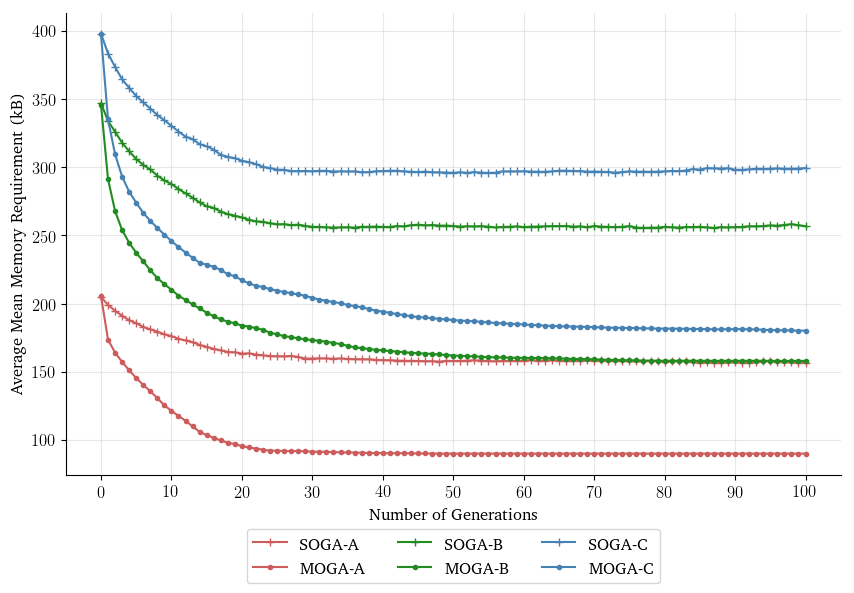 Average Mean Memory Requirement (kB)
400
350
300
250
200
150
100
0 10 20 30 40 50 60 70 80 90 100
Number of Generations
SOGA-A SOGA-B SOGA-C
MOGA-A MOGA-B MOGA-C